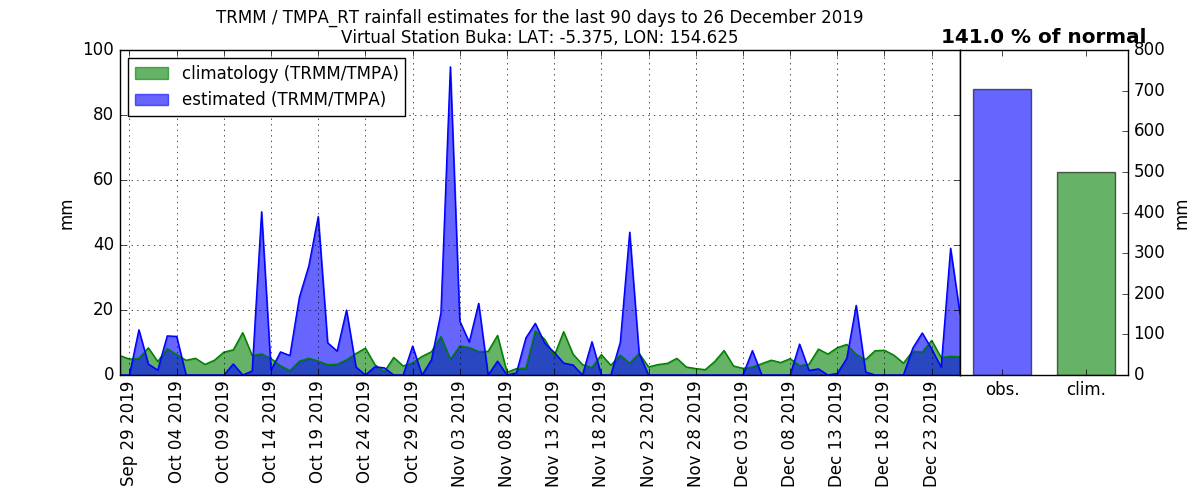 TRMM / TMPA_RT rainfall estimates for the last 90 days to 26 December 2019
Virtual Station Buka: LAT: -5.375, LON: 154.625
141.0 % of normal
climatology (TRMM/TMPA)
estimated (TRMM/TMPA)
100
80
60
40
20
0
mm
Sep 29 2019
Oct 04 2019
Oct 09 2019
Oct 14 2019
Oct 19 2019
Oct 24 2019
Oct 29 2019
Nov 03 2019
Nov 08 2019
Nov 13 2019
Nov 18 2019
Nov 23 2019
Nov 28 2019
Dec 03 2019
Dec 08 2019
Dec 13 2019
Dec 18 2019
Dec 23 2019
obs.
clim.
800
700
600
500
400
300
200
100
0
mm